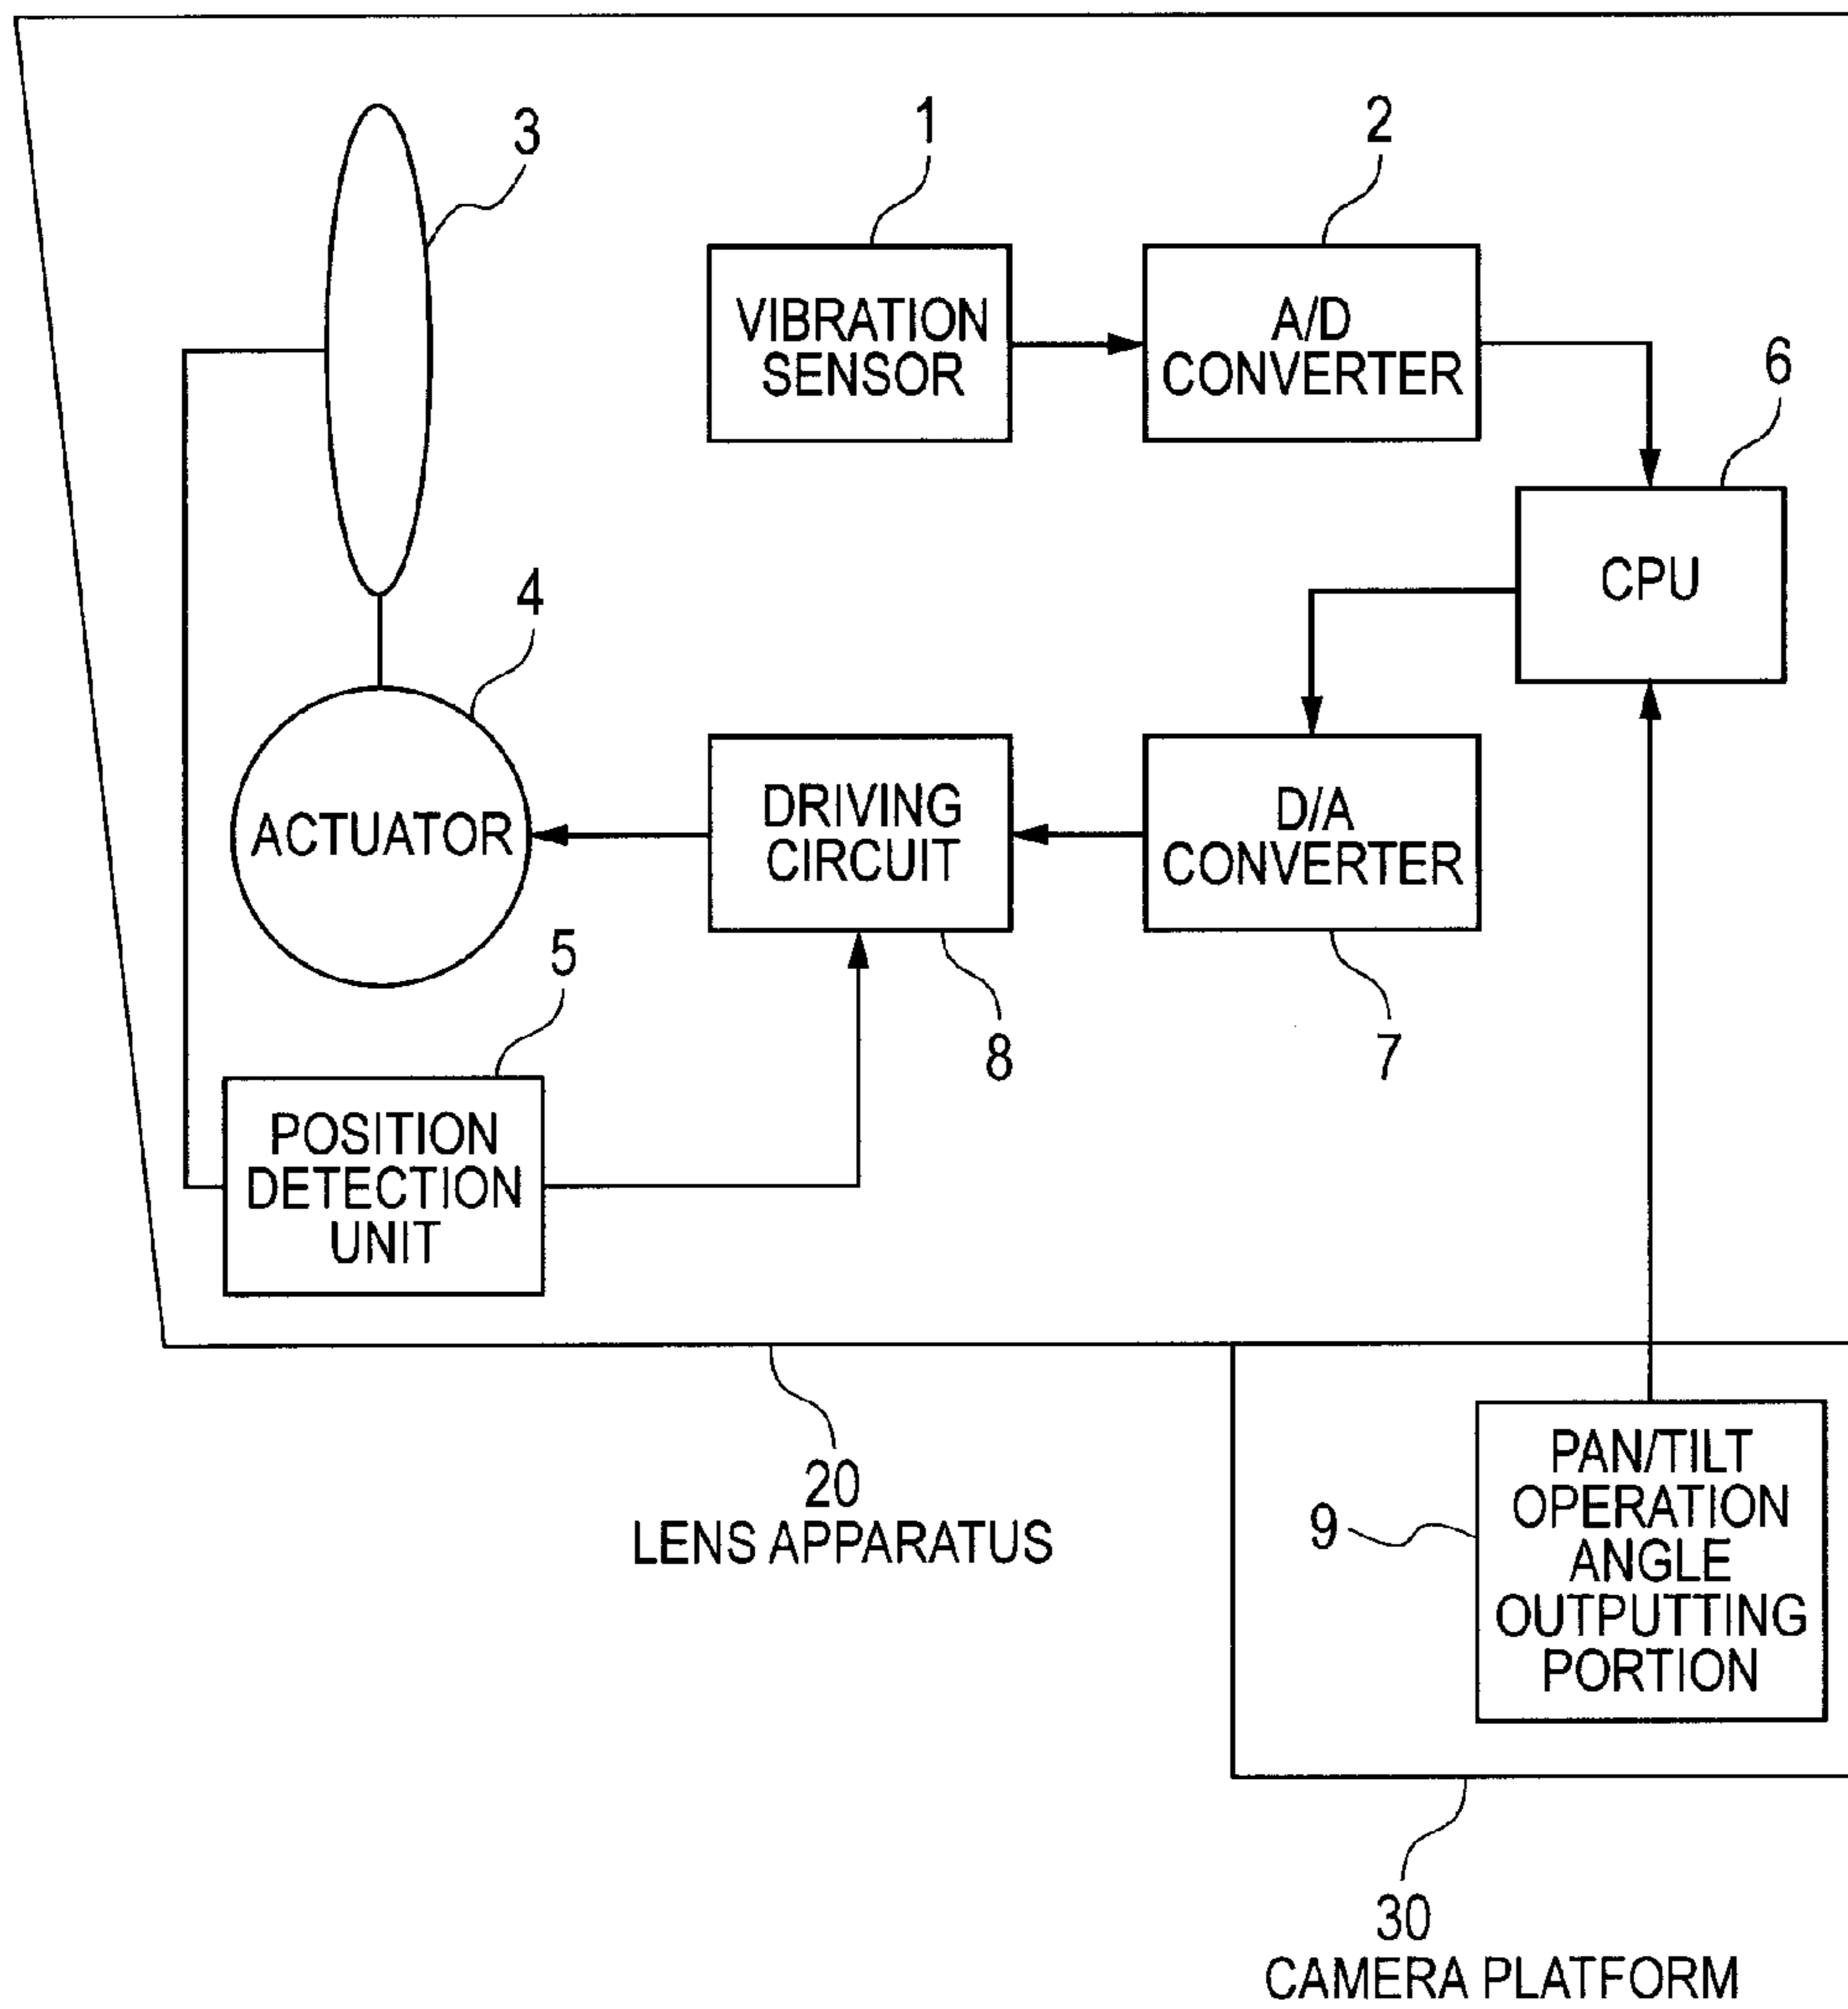 3
1
2
VIBRATION
SENSOR
A/D
CONVERTER
6
CPU
4
ACTUATOR
DRIVING
CIRCUIT
D/A
CONVERTER
5
8
7
POSITION
DETECTION
UNIT
20
LENS APPARATUS
9
PAN/TILT
OPERATION
ANGLE
OUTPUTTING
PORTION
30
CAMERA PLATFORM